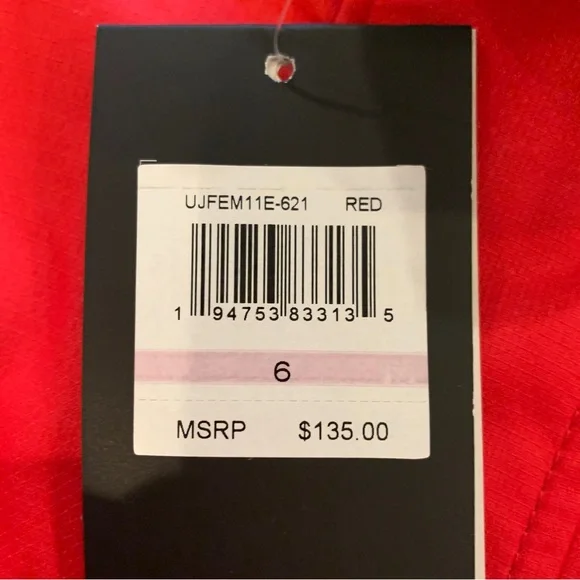 UJFEM11E-621 RED
1 94753 83313 5
6
MSRP $135.00